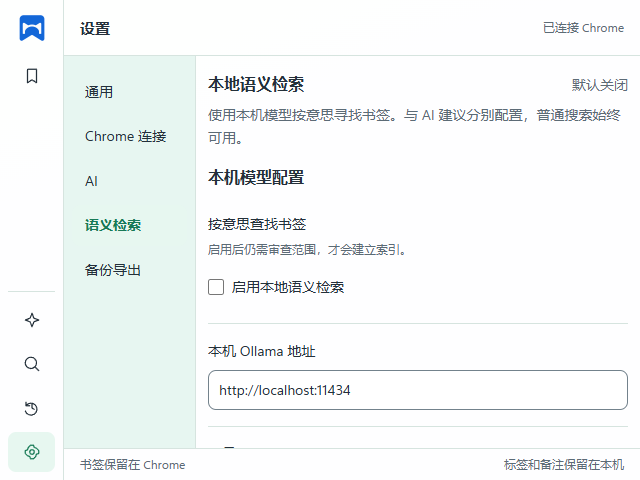 设置
已连接 Chrome
通用
Chrome 连接
AI
语义检索
备份导出
本地语义检索
默认关闭
使用本机模型按意思寻找书签。与 AI 建议分别配置，普通搜索始终
可用。
本机模型配置
按意思查找书签
启用后仍需审查范围，才会建立索引。
启用本地语义检索
本机 Ollama 地址
http://localhost:11434
书签保留在 Chrome
标签和备注保留在本机